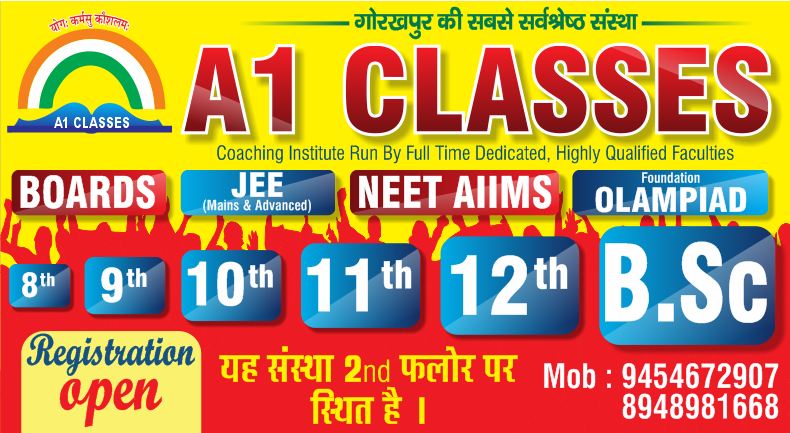 योगः कर्मसु कौशलमः
A1 CLASSES
गोरखपुर की सबसे सर्वश्रेष्ठ संस्था
A1 CLASSES
Coaching Institute Run By Full Time Dedicated, Highly Qualified Faculties
BOARDS
JEE
(Mains & Advanced)
NEET AIIMS
Foundation
OLAMPIAD
8th 9th 10th 11th 12th B.Sc
Registration
open
यह संस्था 2nd फलोर पर
स्थित है ।
Mob : 9454672907
8948981668